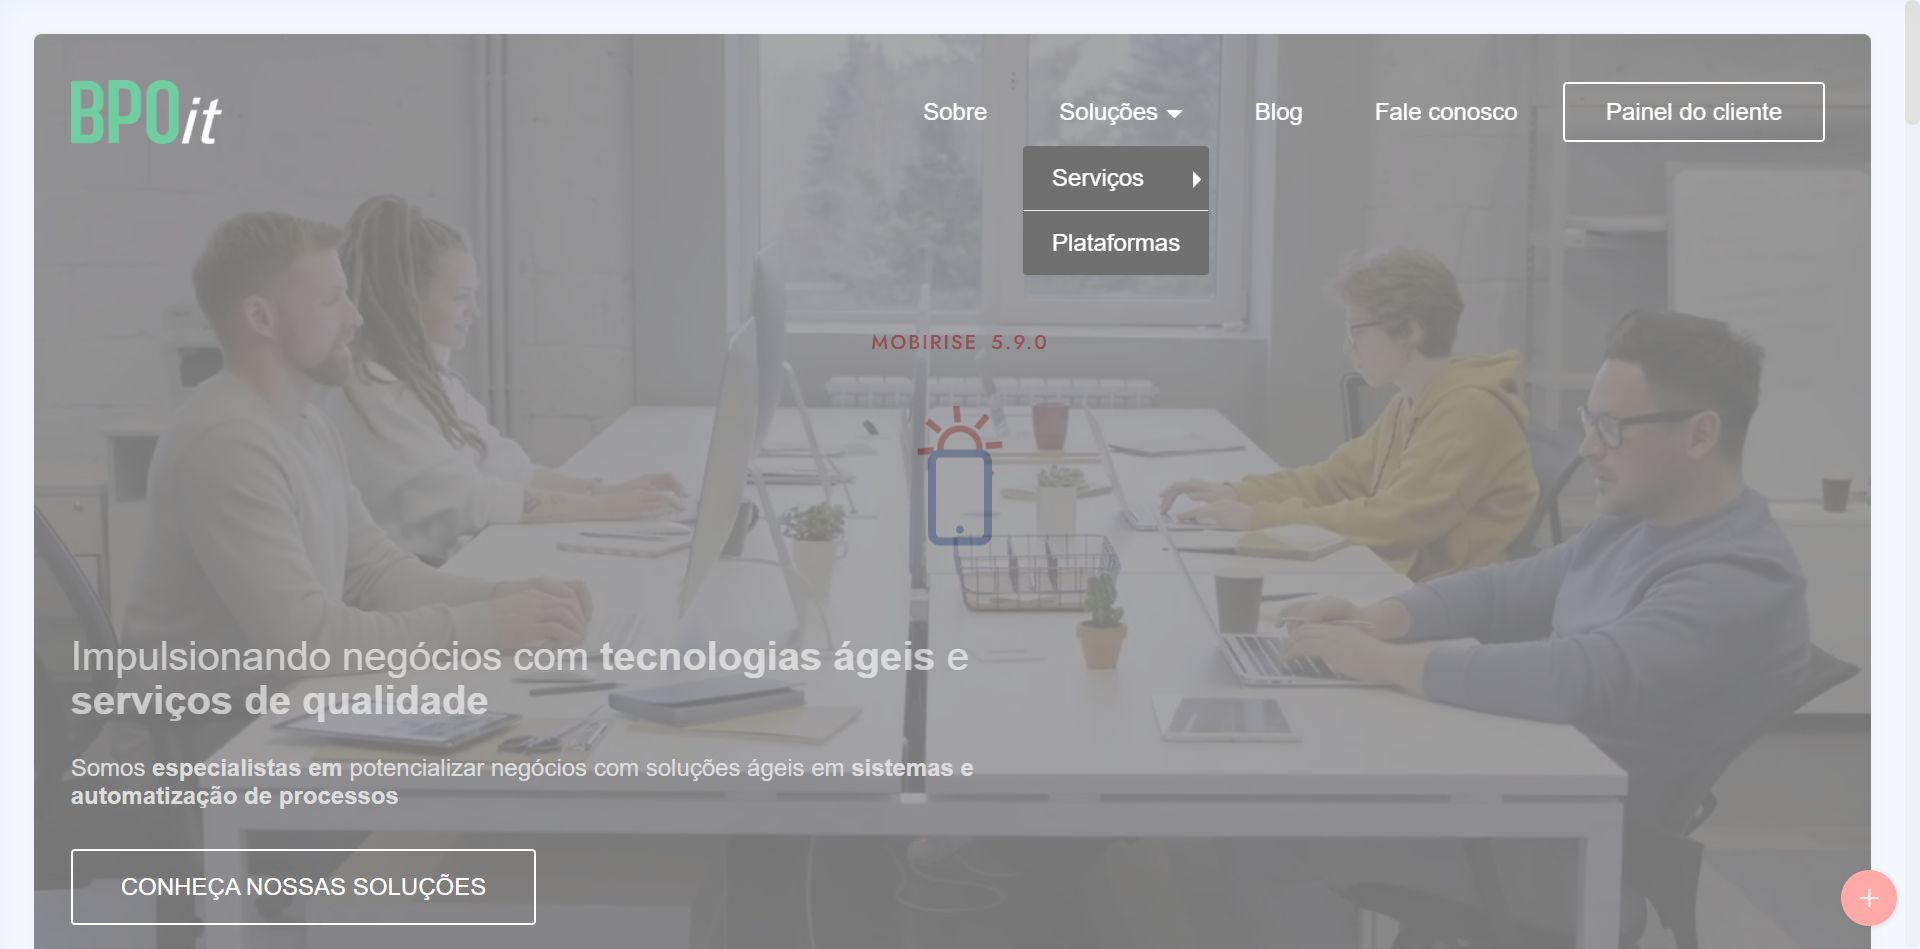 BPOit
Sobre
Soluções
Blog
Fale conosco
Painel do cliente
Serviços
Plataformas
MOBIRISE 5.9.0
Impulsionando negócios com tecnologias ágeis e
serviços de qualidade
Somos especialistas em potencializar negócios com soluções ágeis em sistemas e
automatização de processos
CONHEÇA NOSSAS SOLUÇÕES